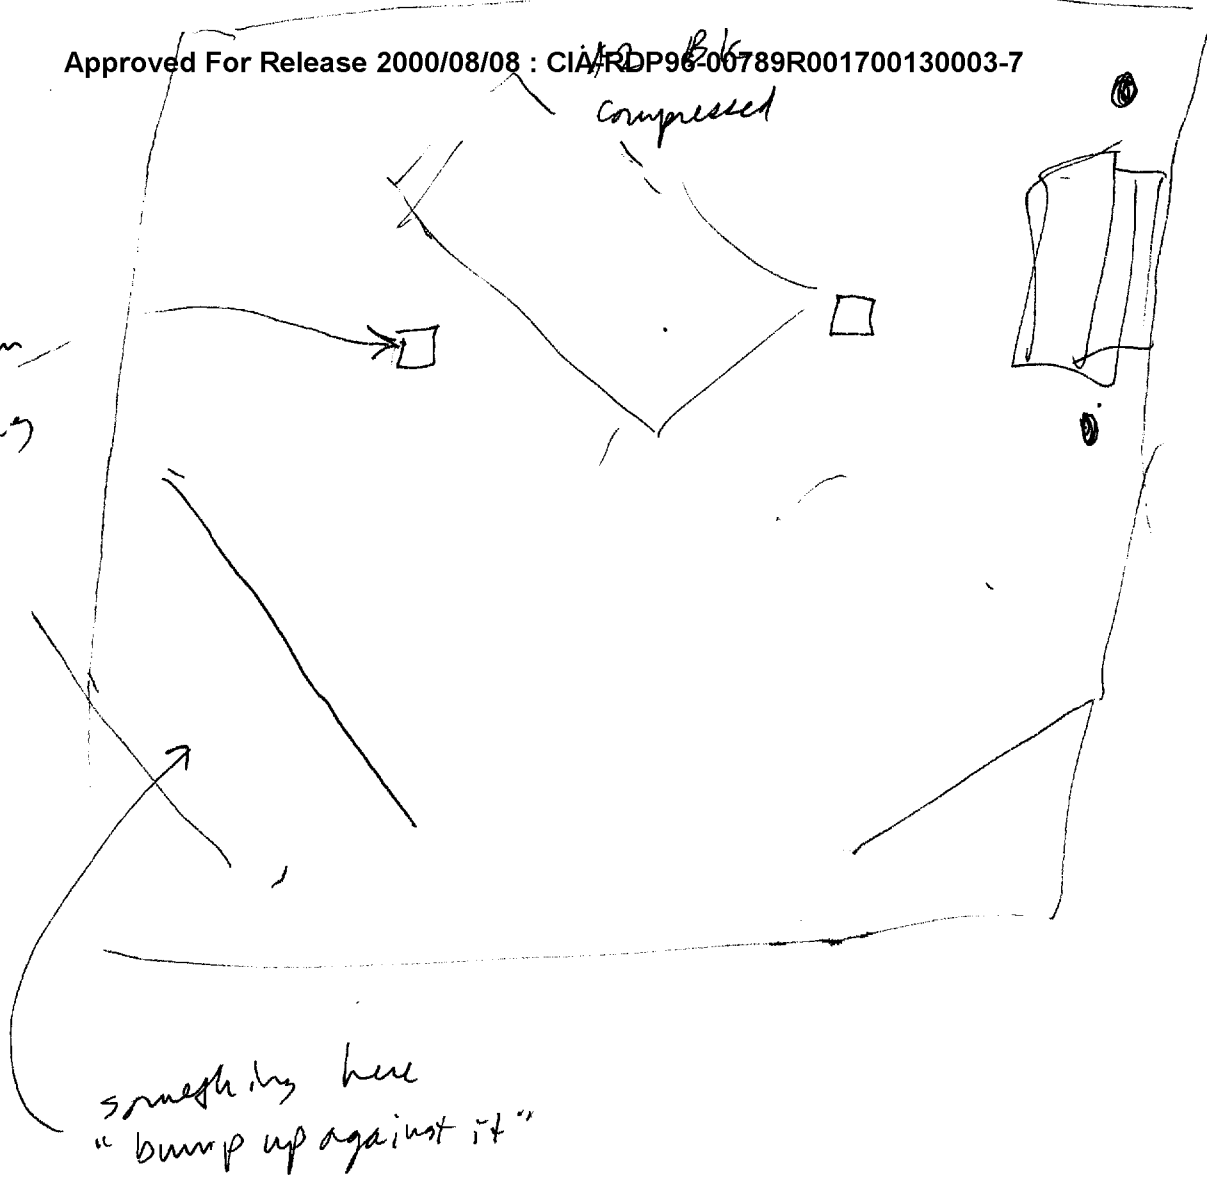 Approved For Release 2000/08/08 : CIA-RDP96-00789R001700130003-7
compressed
something here
"bump up against it"